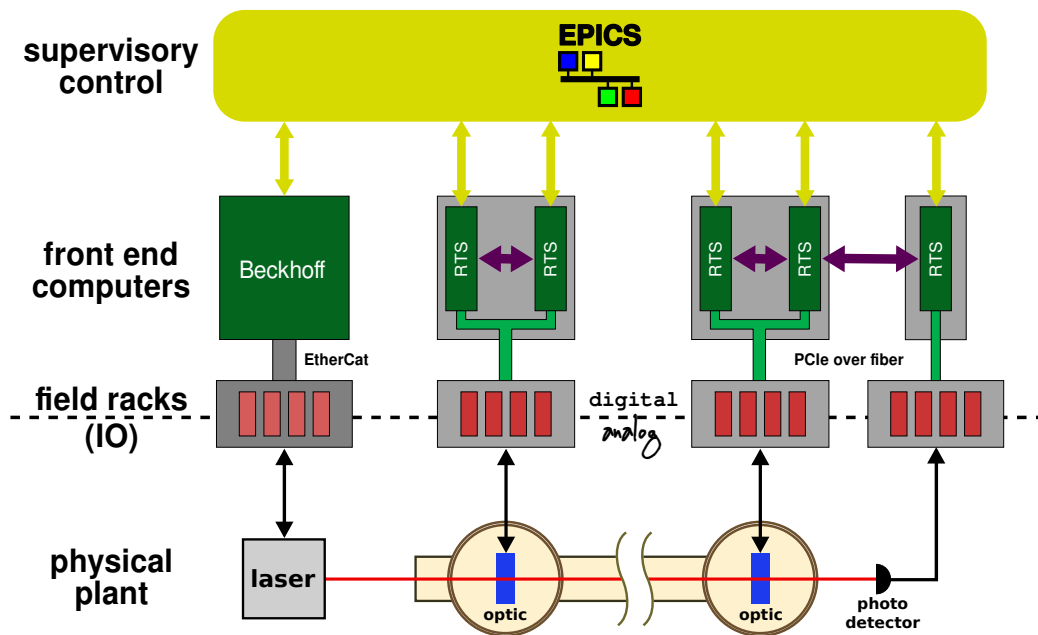 supervisory
control
EPICS
front end
computers
Beckhoff
RTS
RTS
RTS
RTS
RTS
EtherCat
PCIe over fiber
field racks
(IO)
digital
analog
physical
plant
laser
optic
optic
photo
detector